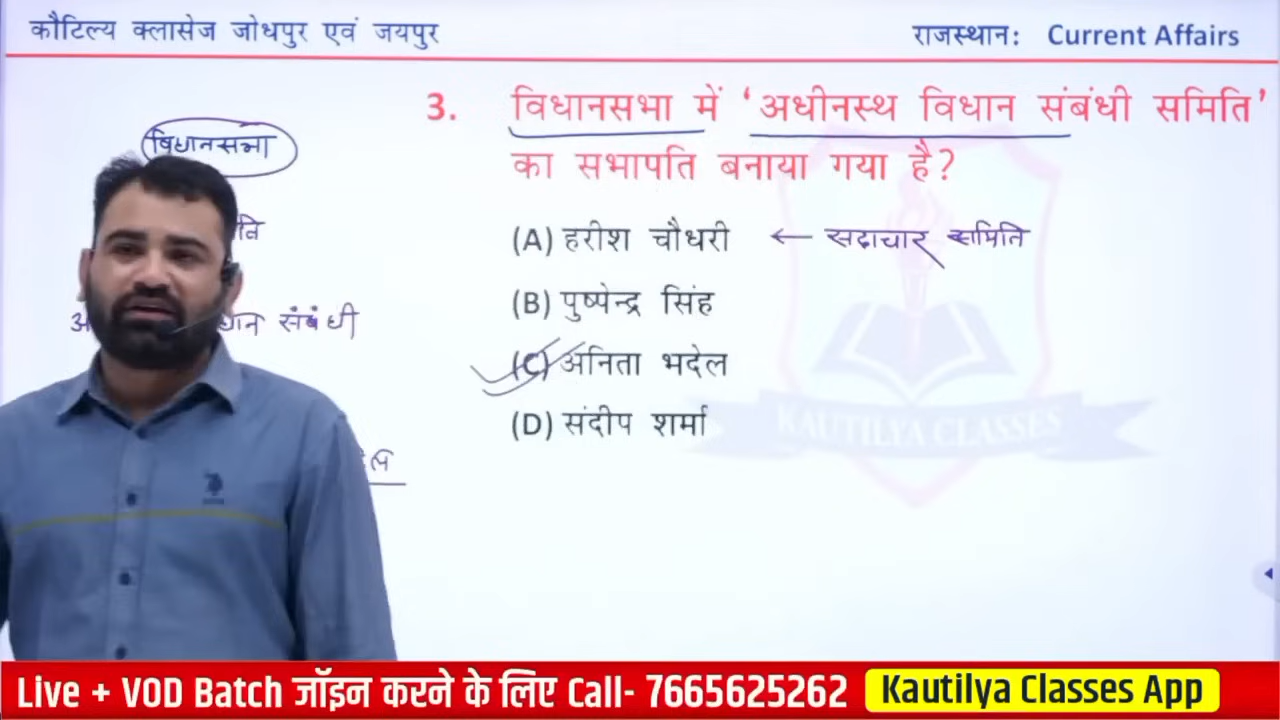 कौटिल्य क्लासेज जोधपुर एवं जयपुर
राजस्थान: Current Affairs
3. विधानसभा में ‘अधीनस्थ विधान संबंधी समिति’
का सभापति बनाया गया है?
(A) हरीश चौधरी ← सदाचार समिति
(B) पुष्पेन्द्र सिंह
(C) अनिता भदेल
(D) संदीप शर्मा
विधानसभा
संबंधी
KAUTILYA CLASSES
Live + VOD Batch जॉइन करने के लिए Call- 7665625262
Kautilya Classes App